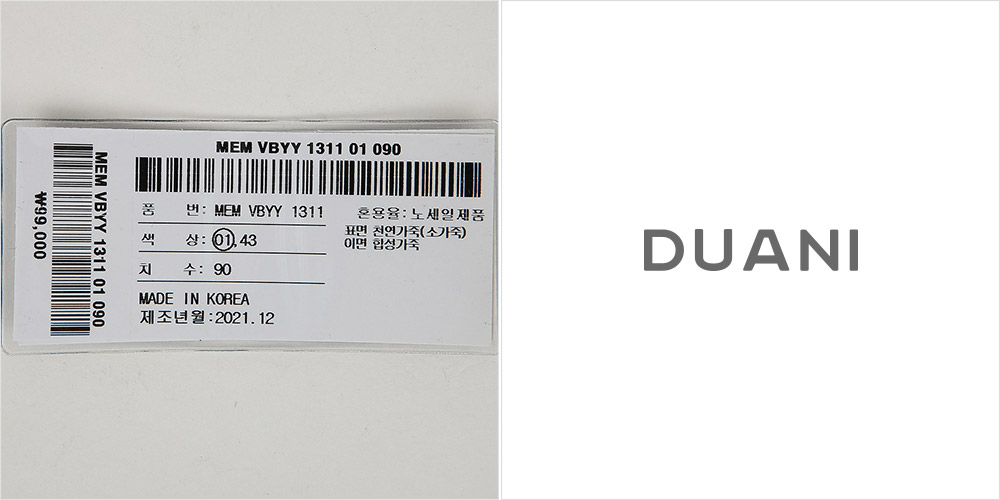 MEM VBYY 1311 01 090
품 번: MEM VBYY 1311
혼용율: 노세일제품
표면 천연가죽(소가죽)
이면 합성가죽
색 상: 01.43
치 수: 90
MADE IN KOREA
제조년월:2021.12
MEM VBYY 1311 01 090
₩99,000
DUANI